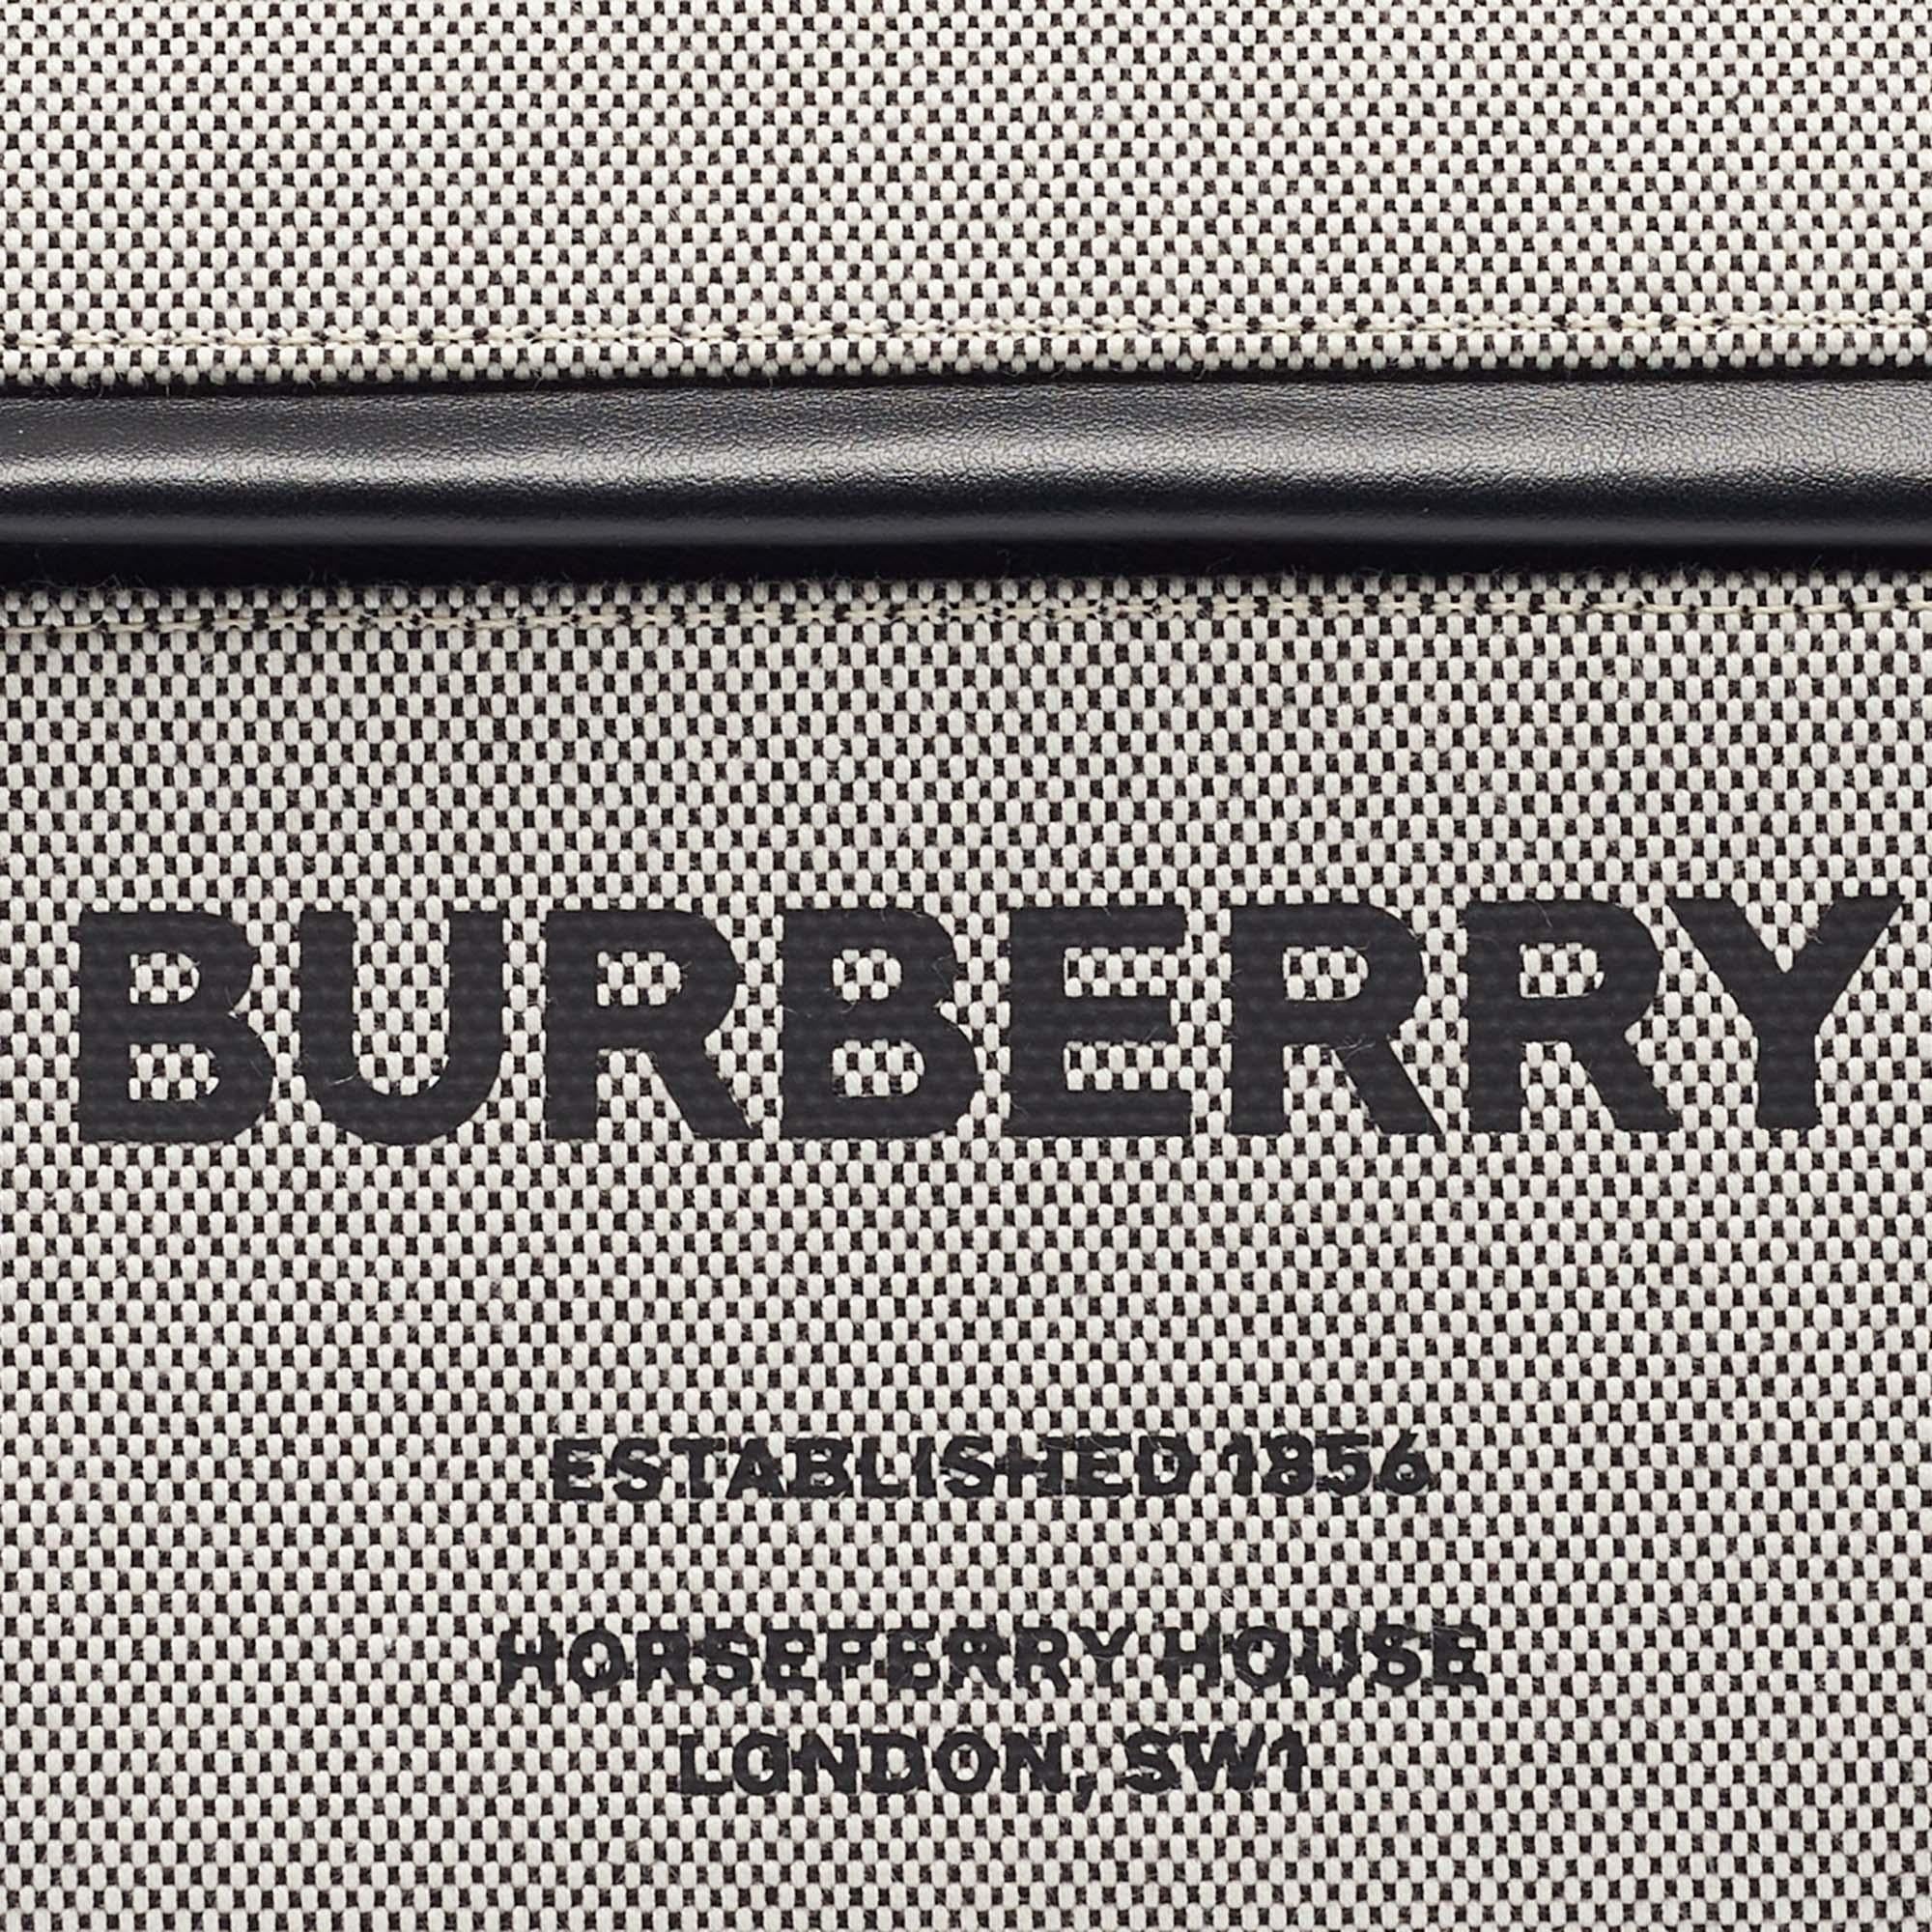 BURBERRY
ESTABLISHED 1856
HORSEFERRY HOUSE
LONDON, SW1